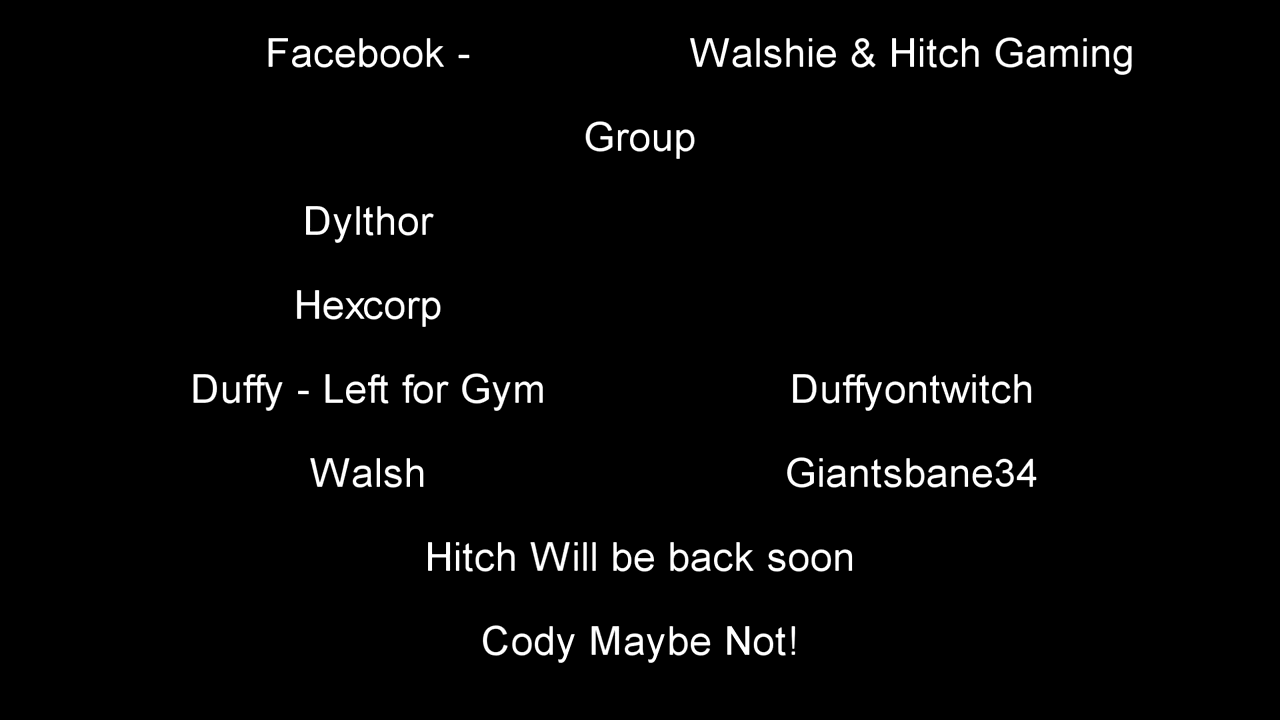 Facebook - Walshie & Hitch Gaming
Group
Dylthor
Hexcorp
Duffy - Left for Gym Duffyontwitch
Walsh Giantsbane34
Hitch Will be back soon
Cody Maybe Not!